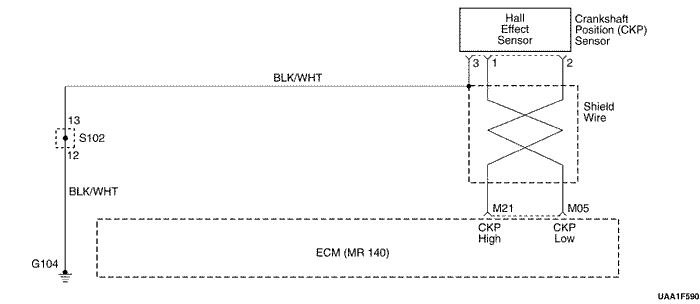 Hall
Effect
Sensor
Crankshaft
Position (CKP)
Sensor
3 1 2
BLK/WHT
Shield
Wire
13
S102
12
BLK/WHT
M21 M05
CKP
High
CKP
Low
ECM (MR 140)
G104
UAA1F590